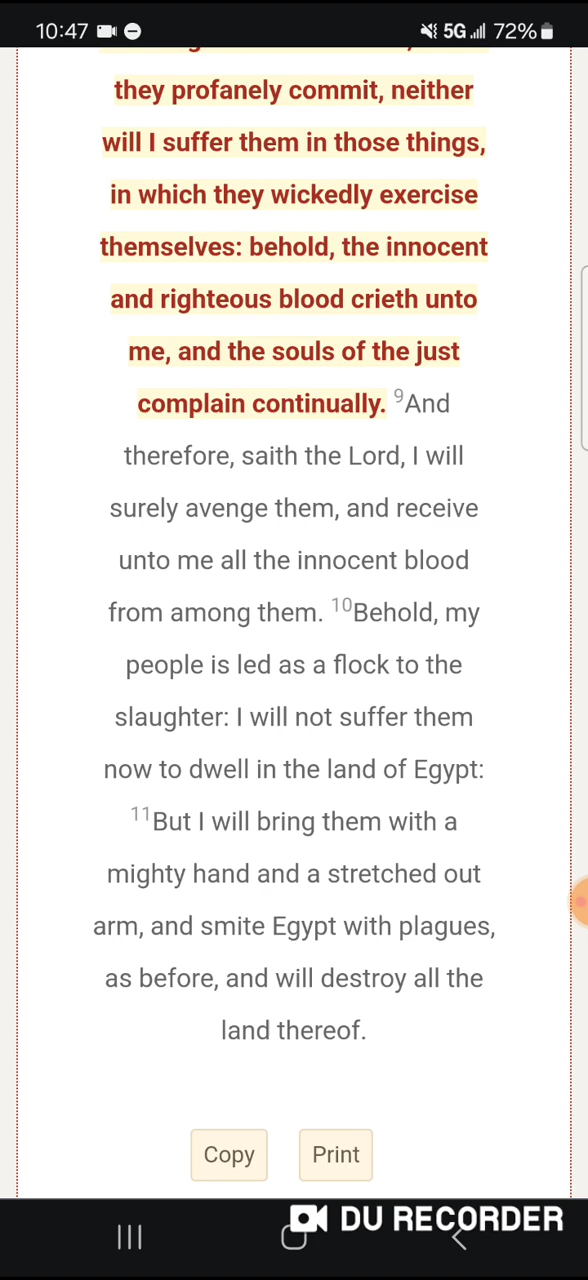 10:47
5G 72%
they profanely commit, neither
will I suffer them in those things,
in which they wickedly exercise
themselves: behold, the innocent
and righteous blood crieth unto
me, and the souls of the just
complain continually. 9And
therefore, saith the Lord, I will
surely avenge them, and receive
unto me all the innocent blood
from among them. 10Behold, my
people is led as a flock to the
slaughter: I will not suffer them
now to dwell in the land of Egypt:
11But I will bring them with a
mighty hand and a stretched out
arm, and smite Egypt with plagues,
as before, and will destroy all the
land thereof.
Copy Print
DU RECORDER